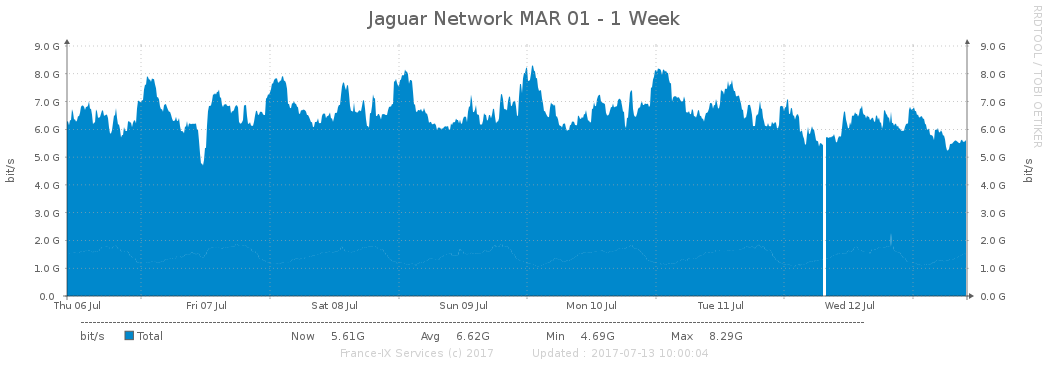 Jaguar Network MAR 01 - 1 Week
RRDTOOL / TOBI OETIKER
9.0 G 9.0 G
8.0 G 8.0 G
7.0 G 7.0 G
6.0 G 6.0 G
5.0 G 5.0 G
4.0 G 4.0 G
3.0 G 3.0 G
2.0 G 2.0 G
1.0 G 1.0 G
0.0 0.0 G
bit/s bit/s
Thu 06 Jul Fri 07 Jul Sat 08 Jul Sun 09 Jul Mon 10 Jul Tue 11 Jul Wed 12 Jul
bit/s Total Now 5.61G Avg 6.62G Min 4.69G Max 8.29G
France-IX Services (c) 2017 Updated : 2017-07-13 10:00:04